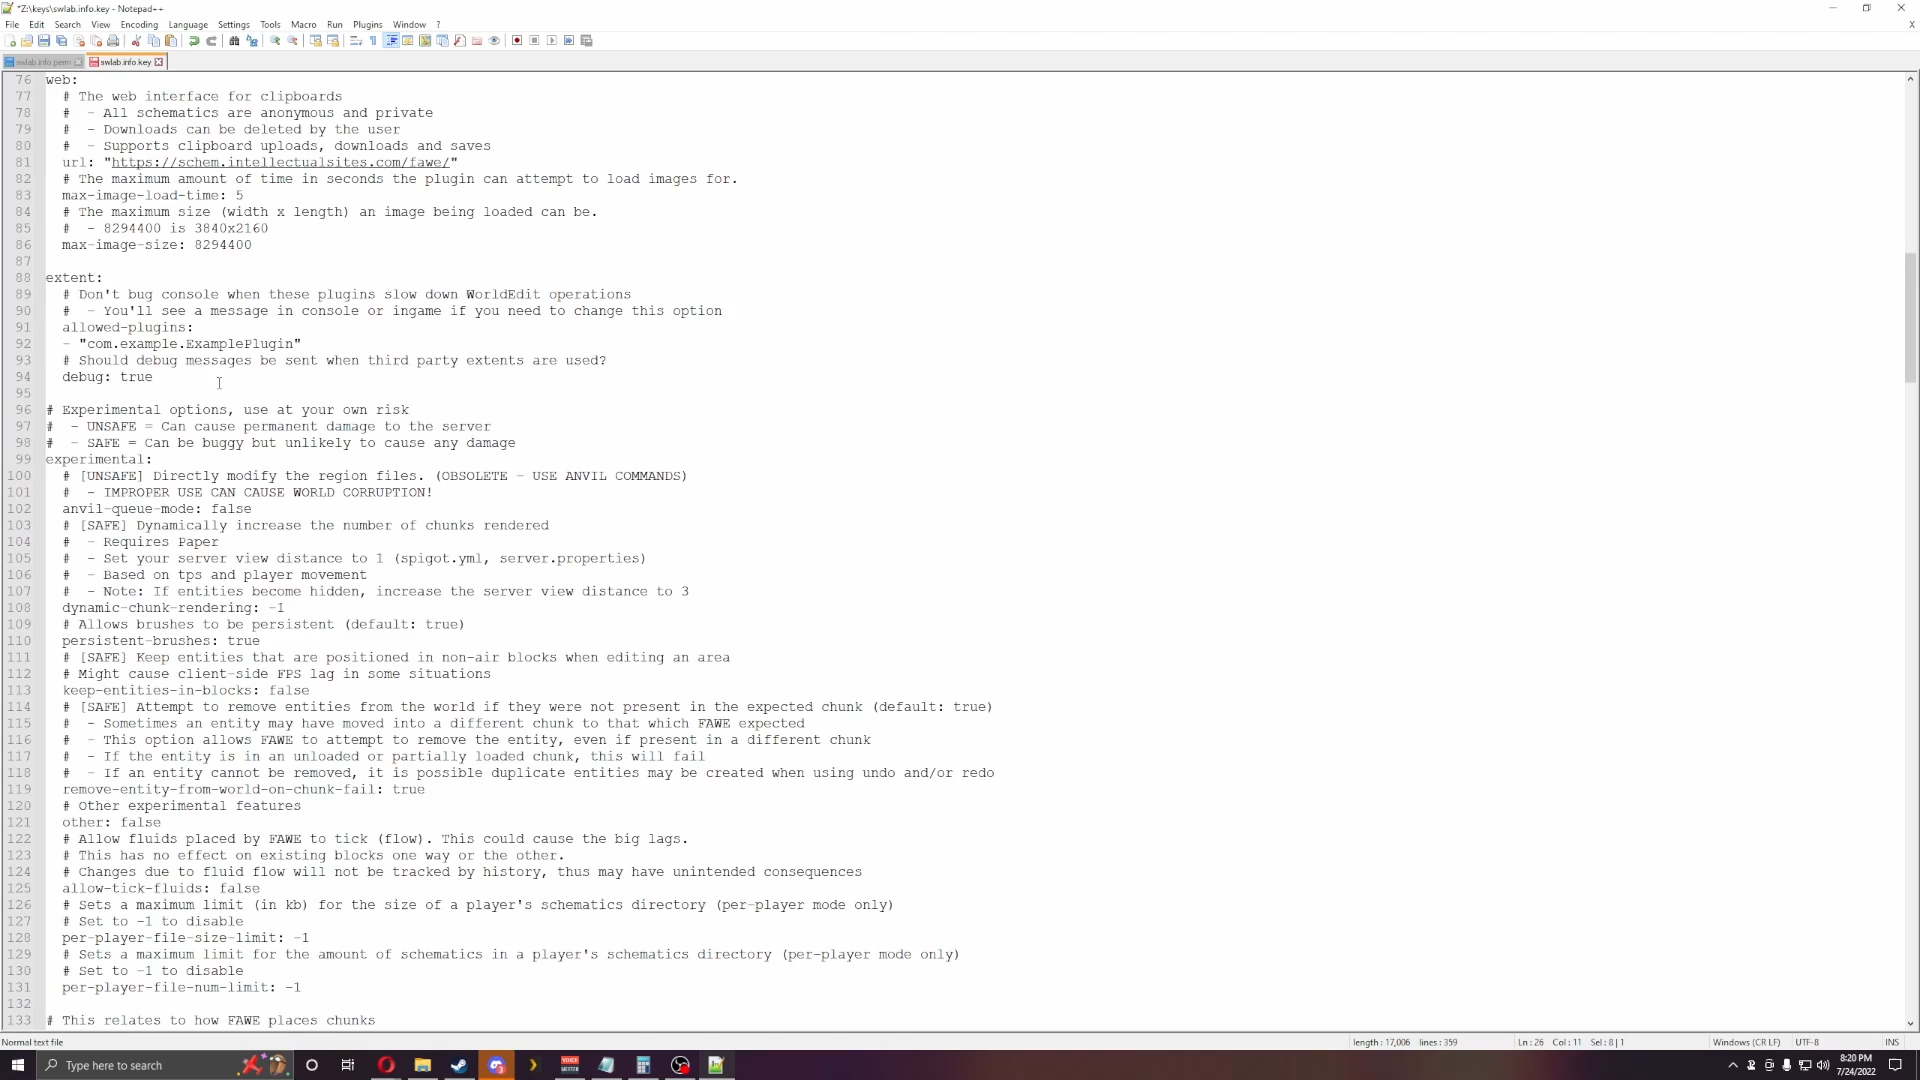 *Z:\keys\swlab.info.key - Notepad++
File Edit Search View Encoding Language Settings Tools Macro Run Plugins Window ?
swlab.info.perm swlab.info.key
76 web:
77 # The web interface for clipboards
78 # - All schematics are anonymous and private
79 # - Downloads can be deleted by the user
80 # - Supports clipboard uploads, downloads and saves
81 url: "https://schem.intellectualsites.com/fawe/"
82 # The maximum amount of time in seconds the plugin can attempt to load images for.
83 max-image-load-time: 5
84 # The maximum size (width x length) an image being loaded can be.
85 # - 8294400 is 3840x2160
86 max-image-size: 8294400
87
88 extent:
89 # Don't bug console when these plugins slow down WorldEdit operations
90 # - You'll see a message in console or ingame if you need to change this option
91 allowed-plugins:
92 - "com.example.ExamplePlugin"
93 # Should debug messages be sent when third party extents are used?
94 debug: true
95
96 # Experimental options, use at your own risk
97 # - UNSAFE = Can cause permanent damage to the server
98 # - SAFE = Can be buggy but unlikely to cause any damage
99 experimental:
100 # [UNSAFE] Directly modify the region files. (OBSOLETE - USE ANVIL COMMANDS)
101 # - IMPROPER USE CAN CAUSE WORLD CORRUPTION!
102 anvil-queue-mode: false
103 # [SAFE] Dynamically increase the number of chunks rendered
104 # - Requires Paper
105 # - Set your server view distance to 1 (spigot.yml, server.properties)
106 # - Based on tps and player movement
107 # - Note: If entities become hidden, increase the server view distance to 3
108 dynamic-chunk-rendering: -1
109 # Allows brushes to be persistent (default: true)
110 persistent-brushes: true
111 # [SAFE] Keep entities that are positioned in non-air blocks when editing an area
112 # Might cause client-side FPS lag in some situations
113 keep-entities-in-blocks: false
114 # [SAFE] Attempt to remove entities from the world if they were not present in the expected chunk (default: true)
115 # - Sometimes an entity may have moved into a different chunk to that which FAWE expected
116 # - This option allows FAWE to attempt to remove the entity, even if present in a different chunk
117 # - If the entity is in an unloaded or partially loaded chunk, this will fail
118 # - If an entity cannot be removed, it is possible duplicate entities may be created when using undo and/or redo
119 remove-entity-from-world-on-chunk-fail: true
120 # Other experimental features
121 other: false
122 # Allow fluids placed by FAWE to tick (flow). This could cause the big lags.
123 # This has no effect on existing blocks one way or the other.
124 # Changes due to fluid flow will not be tracked by history, thus may have unintended consequences
125 allow-tick-fluids: false
126 # Sets a maximum limit (in kb) for the size of a player's schematics directory (per-player mode only)
127 # Set to -1 to disable
128 per-player-file-size-limit: -1
129 # Sets a maximum limit for the amount of schematics in a player's schematics directory (per-player mode only)
130 # Set to -1 to disable
131 per-player-file-num-limit: -1
132
133 # This relates to how FAWE places chunks
Normal text file length : 17,006 lines : 359 Ln : 26 Col : 11 Sel : 8 | 1 Windows (CR LF) UTF-8 INS
Type here to search
8:20 PM
7/24/2022